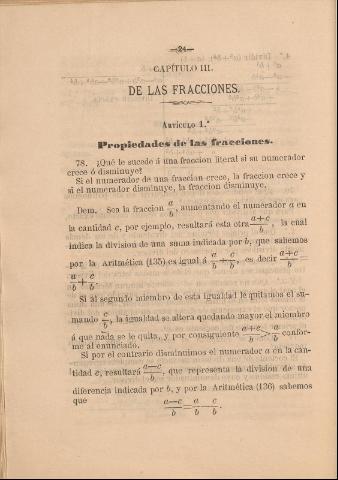 —24—
CAPÍTULO III.
DE LAS FRACCIONES.
ARTÍCULO 1.°
Propiedades de las fracciones.
78. ¿Qué le sucede á una fraccion literal si su numerador
crece ó disminuye?
Si el numerador de una fraccion crece, la fraccion crece y
si el numerador disminuye, la fraccion disminuye.
Dem. Sea la fraccion a/b, aumentando el numerador a en
la cantidad c, por ejemplo, resultará esta otra a+c/b, la cual
indica la division de una suma indicada por b, que sabemos
por la Aritmética (135) es igual á a/b + c/b, es decir a+c/b =
a/b + c/b
Si al segundo miembro de esta igualdad le quitamos el su-
mando c/b, la igualdad se altera quedando mayor el miembro
á que nada se le quita, y por consiguiente a+c/b > a/b confor-
me al enunciado.
Si por el contrario disminuimos el numerador a en la can-
tidad c, resultará a—c/b, que representa la division de una
diferencia indicada por b, y por la Aritmética (136) sabemos
que
a—c/b = a/b c/b.